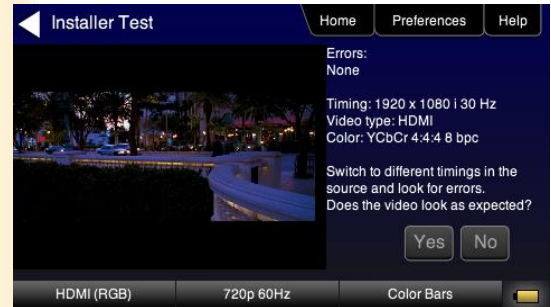 Installer Test
Home
Preferences
Help
Errors:
None
Timing: 1920 x 1080 i 30 Hz
Video type: HDMI
Color: YCbCr 4:4:4 8 bpc
Switch to different timings in the
source and look for errors.
Does the video look as expected?
Yes
No
HDMI (RGB)
720p 60Hz
Color Bars